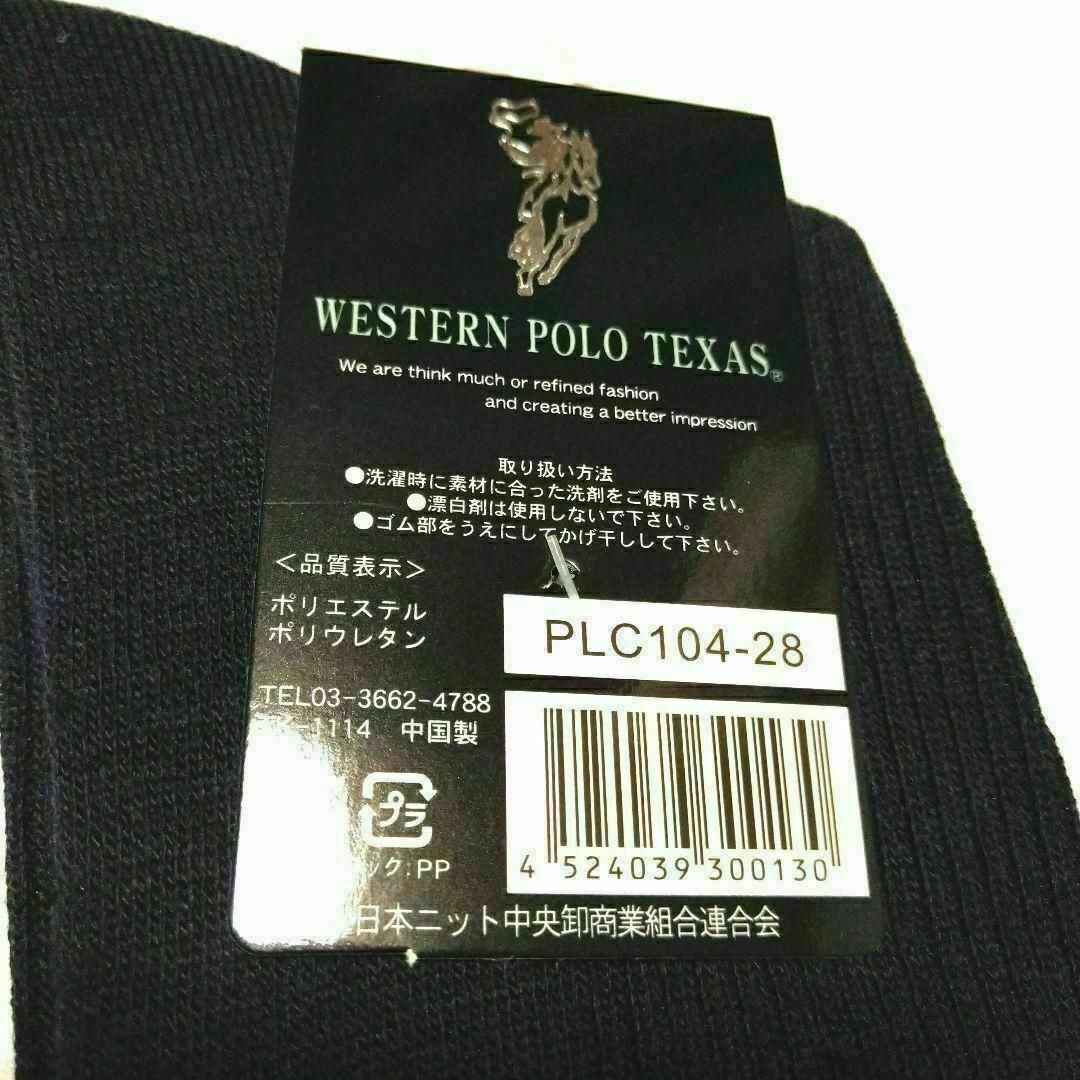 WESTERN POLO TEXAS®
We are think much or refined fashion
and creating a better impression
取り扱い方法
●洗濯時に素材に合った洗剤をご使用下さい。
●漂白剤は使用しないで下さい。
●ゴム部をうえにしてかげ干しして下さい。
<品質表示>
ポリエステル
ポリウレタン
PLC104-28
TEL03-3662-4788
1114 中国製
プラ
ック:PP
4 524039 300130
日本ニット中央卸商業組合連合会